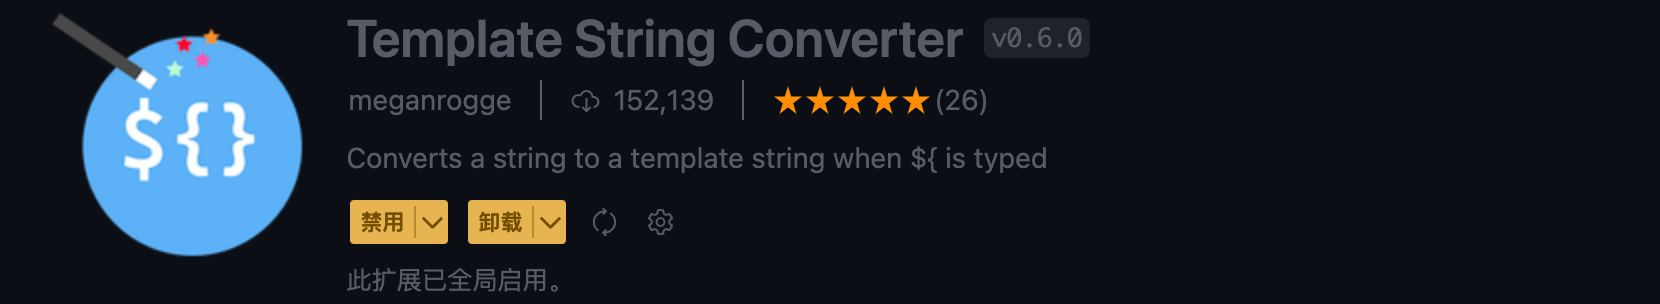 ${}
Template String Converter v0.6.0
meganrogge 152,139 (26)
Converts a string to a template string when ${ is typed
禁用 卸载
此扩展已全局启用。